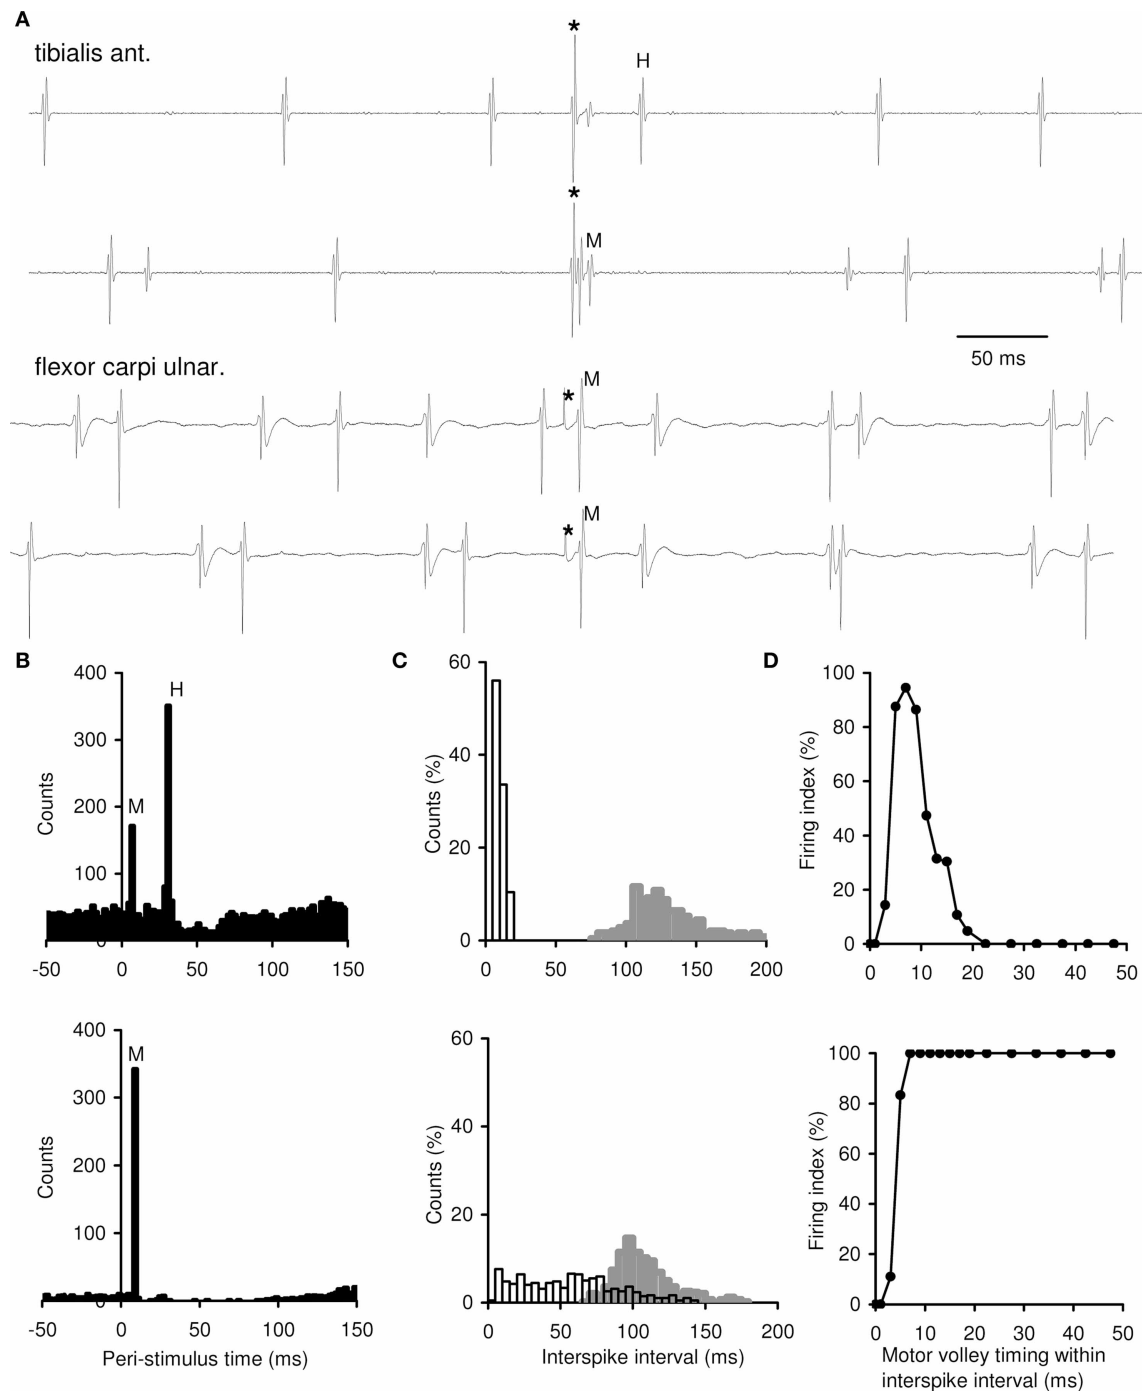 A
tibialis ant.
*
H
*
M
50 ms
flexor carpi ulnar.
*
M
*
M
B
C
D
400
300
200
100
0
Counts
M
H
-50 0 50 100 150
60
40
20
0
Counts (%)
0 50 100 150 200
100
80
60
40
20
0
Firing index (%)
0 10 20 30 40 50
400
300
200
100
0
Counts
M
-50 0 50 100 150
Peri-stimulus time (ms)
60
40
20
0
Counts (%)
0 50 100 150 200
Interspike interval (ms)
100
80
60
40
20
0
Firing index (%)
0 10 20 30 40 50
Motor volley timing within
interspike interval (ms)